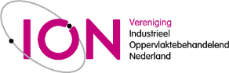 ION
Vereniging
Industrieel
Oppervlaktebehandelend
Nederland